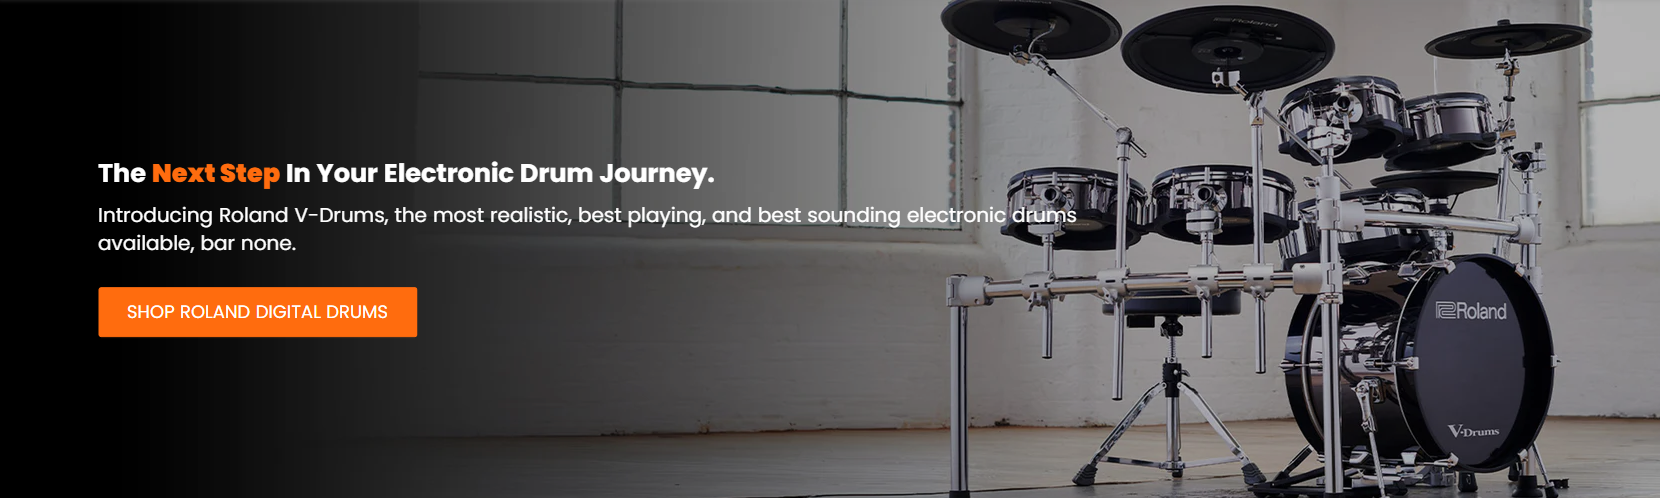 The Next Step In Your Electronic Drum Journey.
Introducing Roland V-Drums, the most realistic, best playing, and best sounding electronic drums
available, bar none.
SHOP ROLAND DIGITAL DRUMS
Roland
Roland
V-Drums